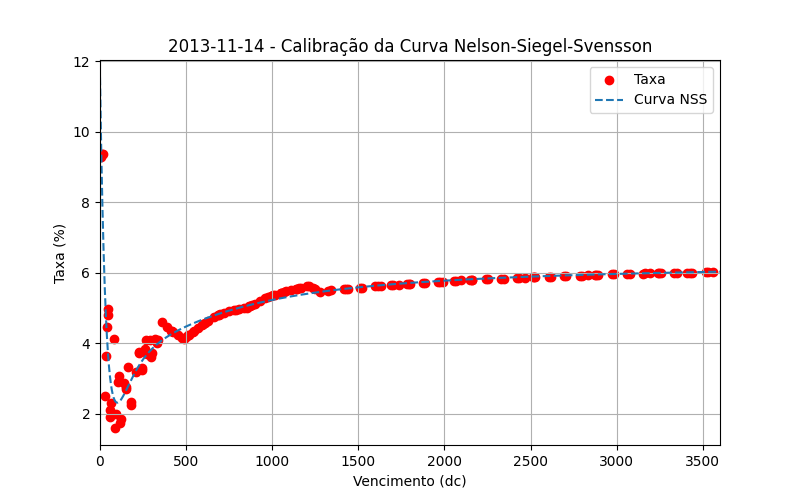 2013-11-14 - Calibração da Curva Nelson-Siegel-Svensson
Taxa
Curva NSS
Taxa (%)
12
10
8
6
4
2
0 500 1000 1500 2000 2500 3000 3500
Vencimento (dc)